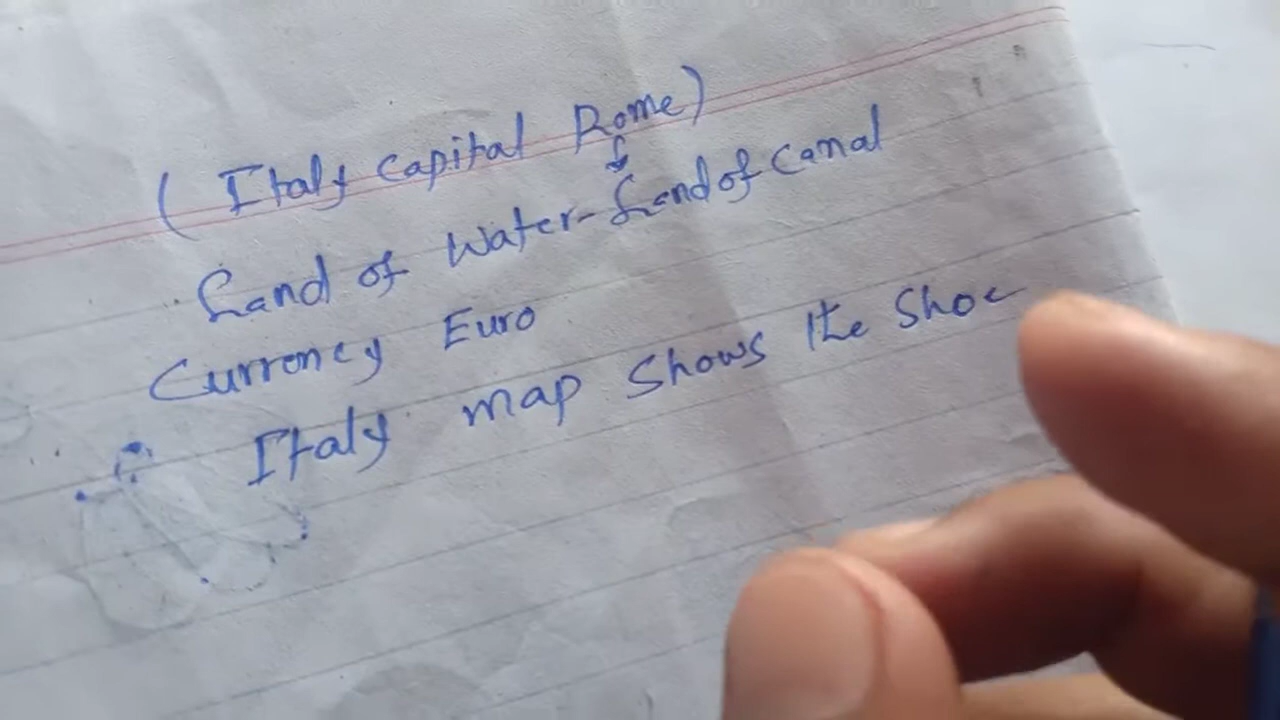 ( Italy capital Rome)
Land of Water-Land of Canal
Currency Euro
Italy map Shows the Shoe